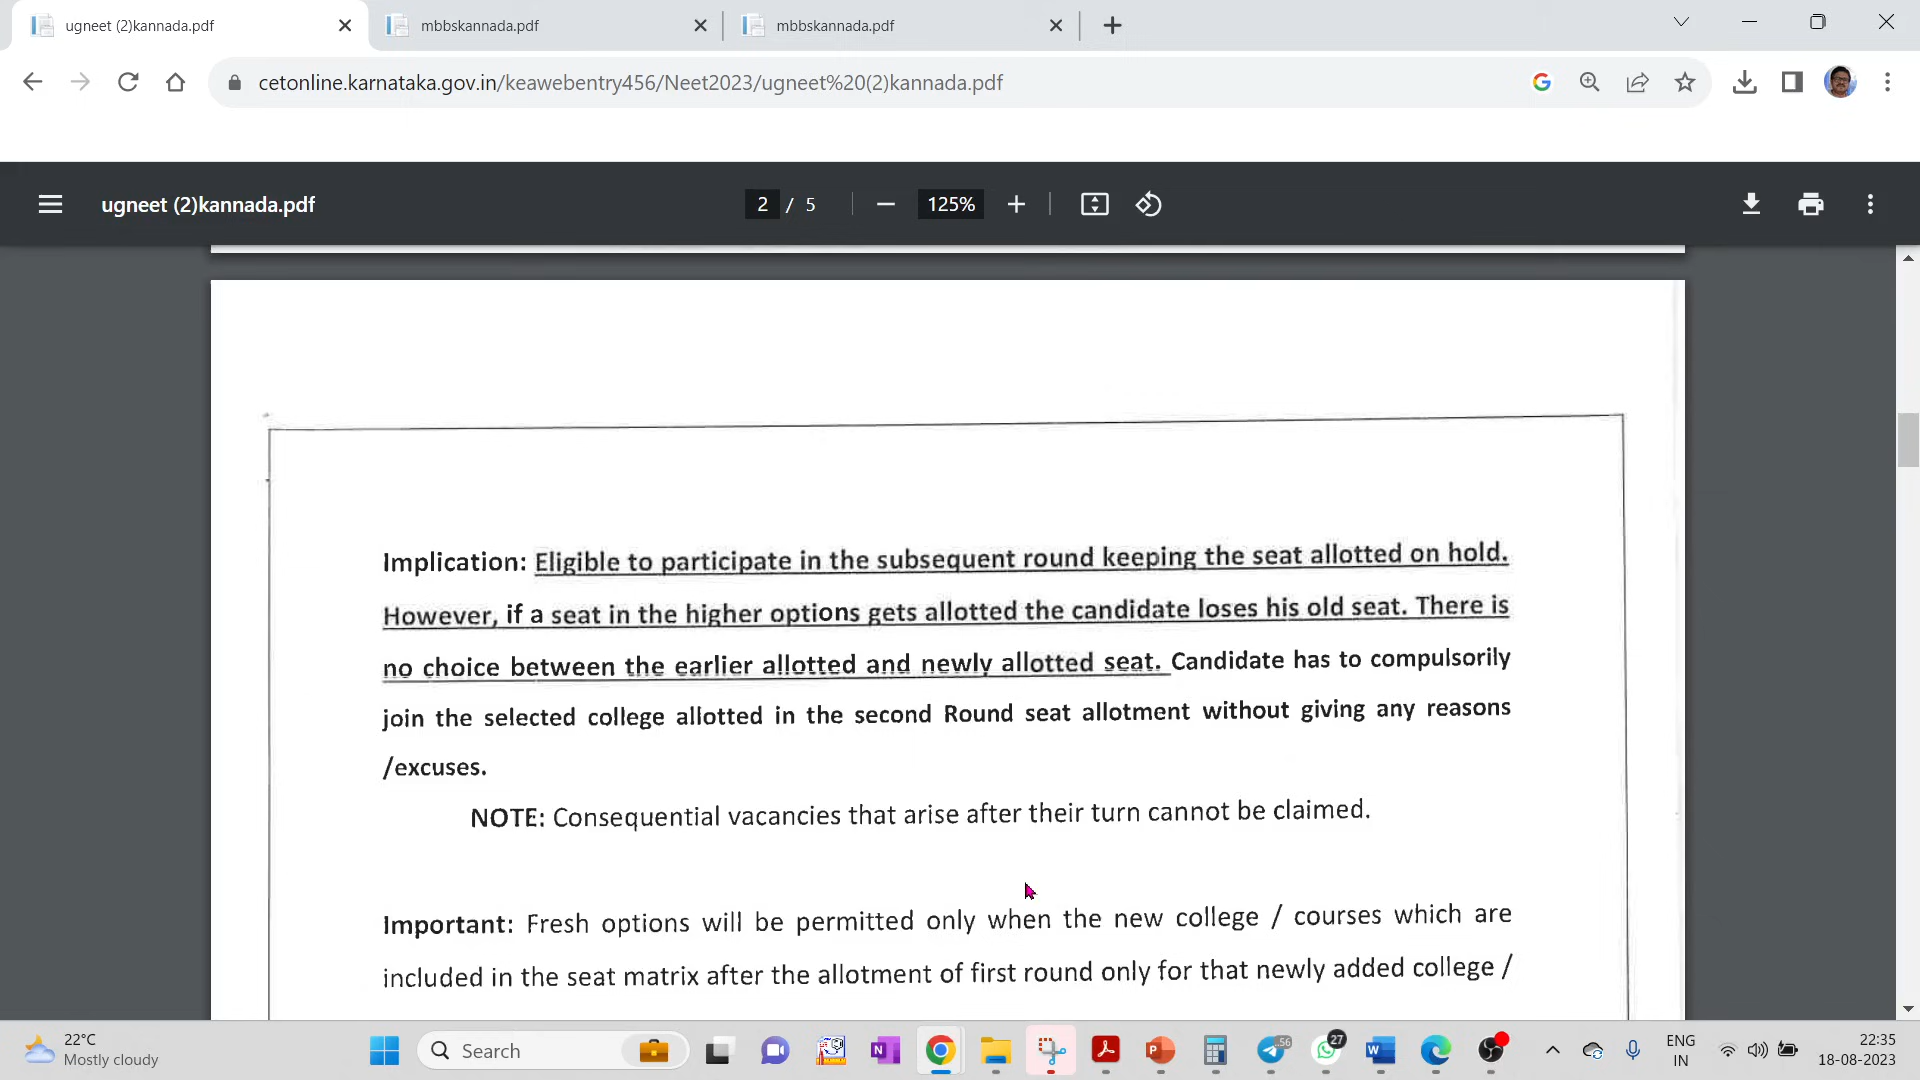 ugneet (2)kannada.pdf
mbbskannada.pdf
mbbskannada.pdf
cetonline.karnataka.gov.in/keawebentry456/Neet2023/ugneet%20(2)kannada.pdf
ugneet (2)kannada.pdf
2 / 5
125%
Implication: Eligible to participate in the subsequent round keeping the seat allotted on hold.
However, if a seat in the higher options gets allotted the candidate loses his old seat. There is
no choice between the earlier allotted and newly allotted seat. Candidate has to compulsorily
join the selected college allotted in the second Round seat allotment without giving any reasons
/excuses.
NOTE: Consequential vacancies that arise after their turn cannot be claimed.
Important: Fresh options will be permitted only when the new college / courses which are
included in the seat matrix after the allotment of first round only for that newly added college /
22°C
Mostly cloudy
Search
..56
27
ENG
IN
22:35
18-08-2023